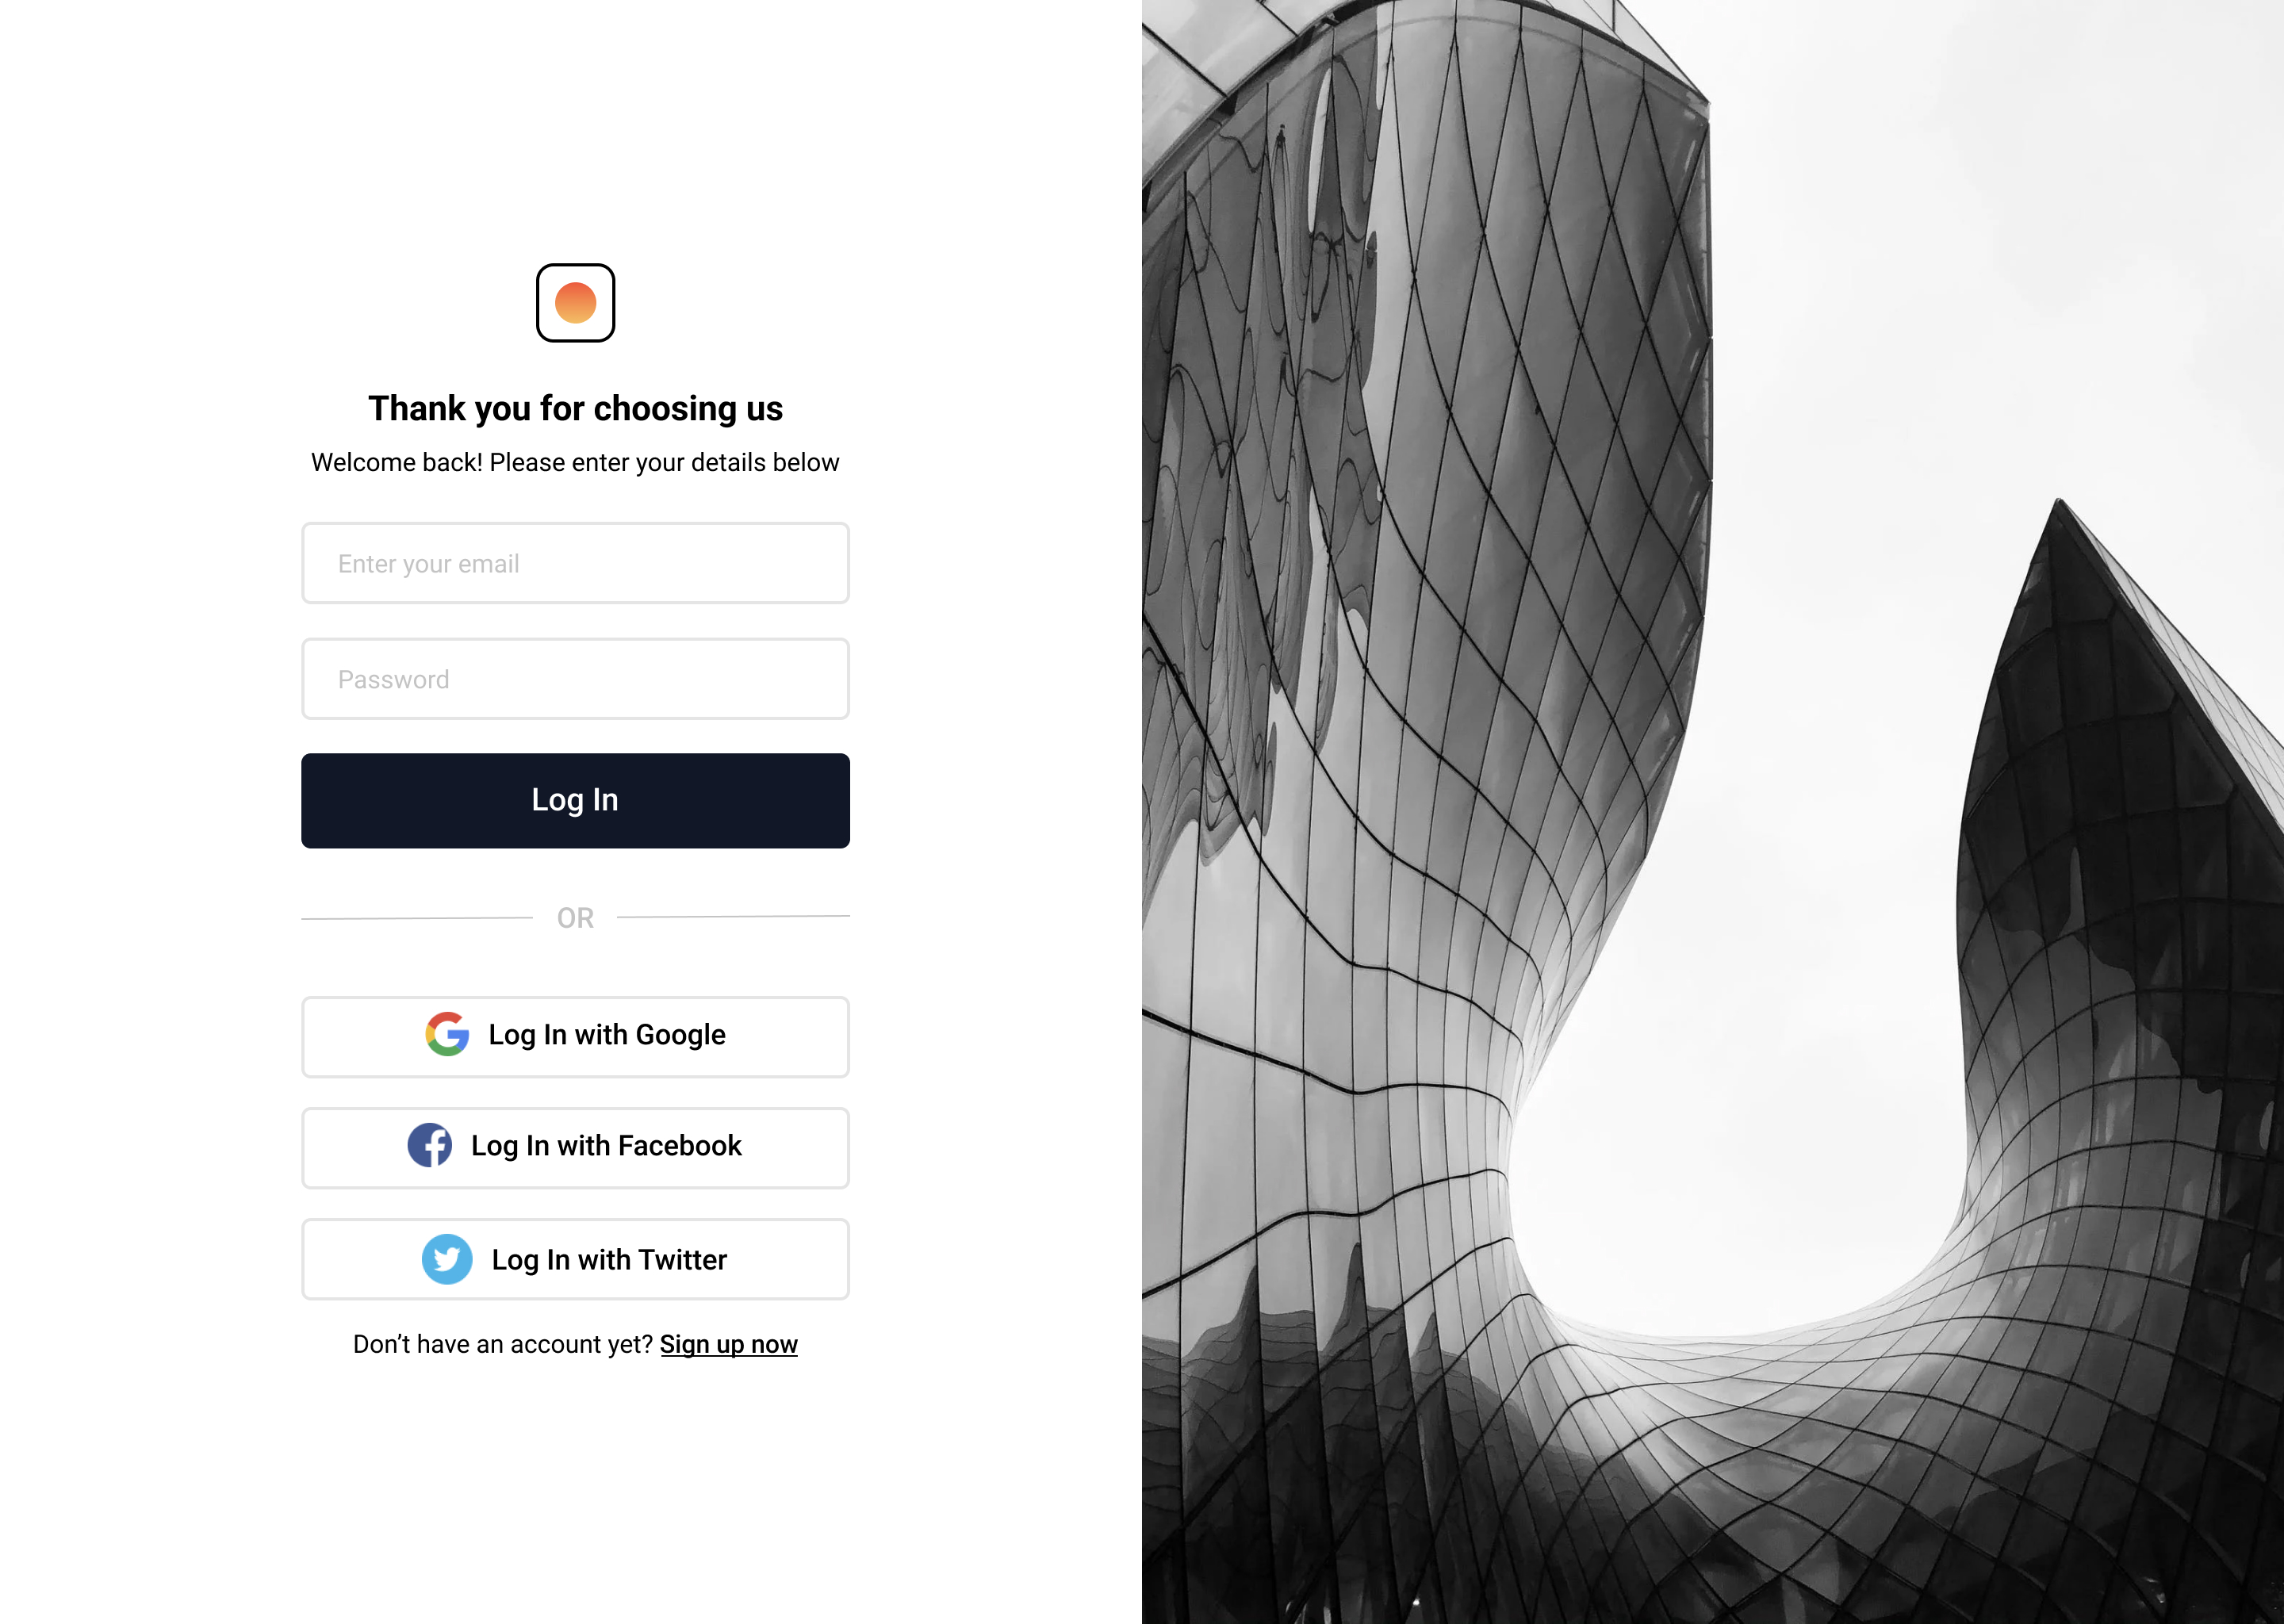 Thank you for choosing us
Welcome back! Please enter your details below
Enter your email
Password
Log In
OR
Log In with Google
Log In with Facebook
Log In with Twitter
Don’t have an account yet? Sign up now